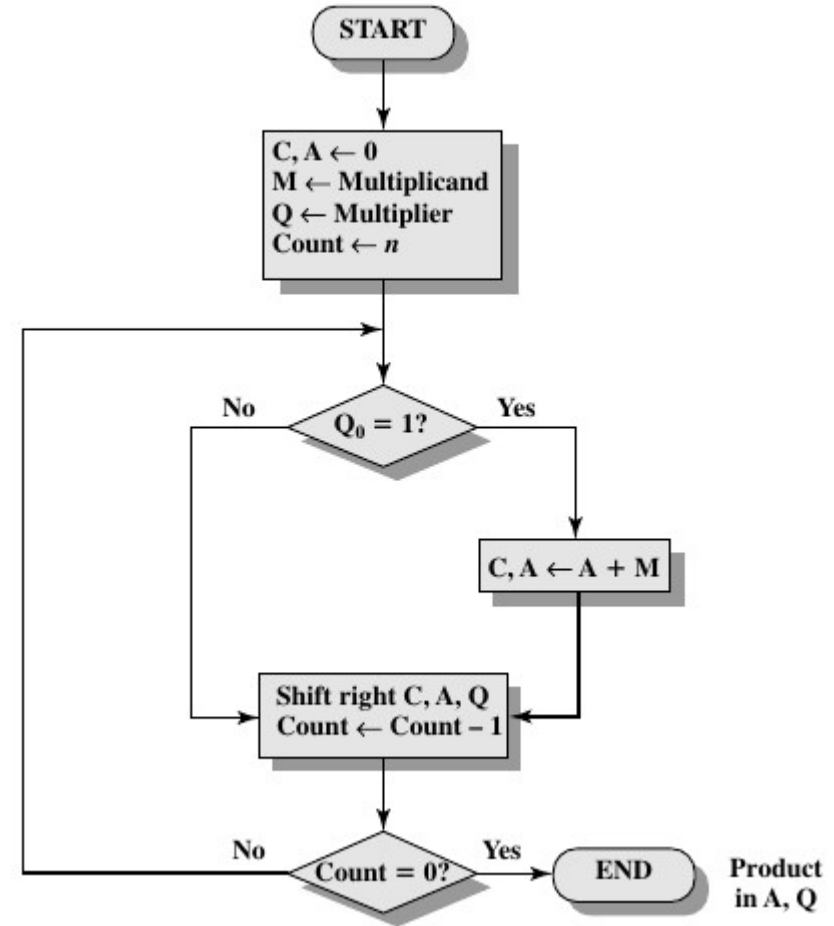 START
C, A ← 0
M ← Multiplicand
Q ← Multiplier
Count ← n
No
Q₀ = 1?
Yes
C, A ← A + M
Shift right C, A, Q
Count ← Count – 1
No
Count = 0?
Yes
END
Product
in A, Q